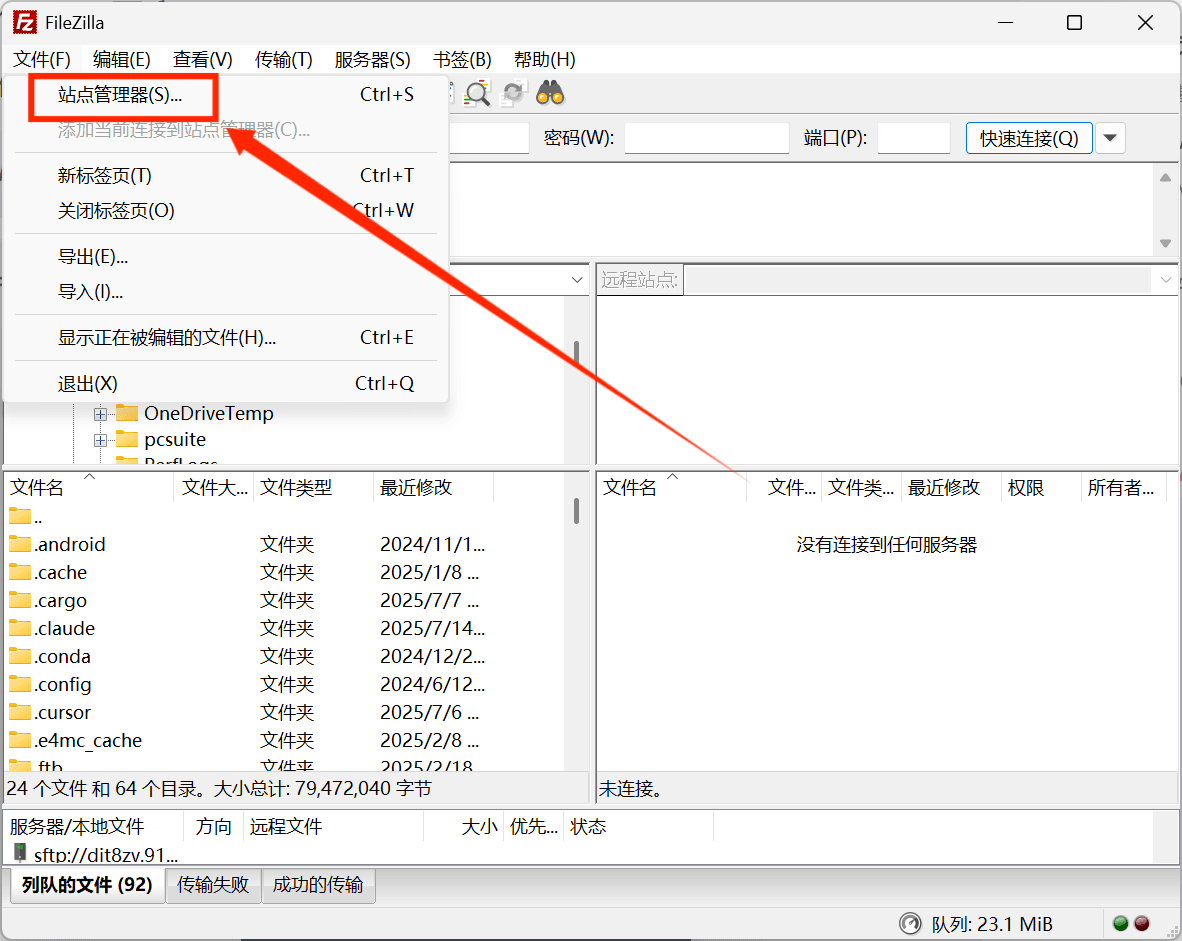 FileZilla
文件(F) 编辑(E) 查看(V) 传输(T) 服务器(S) 书签(B) 帮助(H)
站点管理器(S)... Ctrl+S
添加当前连接到站点管理器(C)...
密码(W): 端口(P): 快速连接(Q)
新标签页(T) Ctrl+T
关闭标签页(O) Ctrl+W
导出(E)...
远程站点:
导入(I)...
显示正在被编辑的文件(H)... Ctrl+E
退出(X) Ctrl+Q
OneDriveTemp
pcsuite
PerfLogs
文件名 文件大... 文件类型 最近修改
..
.android 文件夹 2024/11/1...
.cache 文件夹 2025/1/8 ...
.cargo 文件夹 2025/7/7 ...
.claude 文件夹 2025/7/14...
.conda 文件夹 2024/12/2...
.config 文件夹 2024/6/12...
.cursor 文件夹 2025/7/6 ...
.e4mc_cache 文件夹 2025/2/8 ...
.ftb 文件夹 2025/2/18
24 个文件 和 64 个目录。大小总计: 79,472,040 字节
文件名 文件... 文件类... 最近修改 权限 所有者...
没有连接到任何服务器
未连接。
服务器/本地文件 方向 远程文件 大小 优先... 状态
sftp://dit8zv.91...
列队的文件 (92) 传输失败 成功的传输
队列: 23.1 MiB